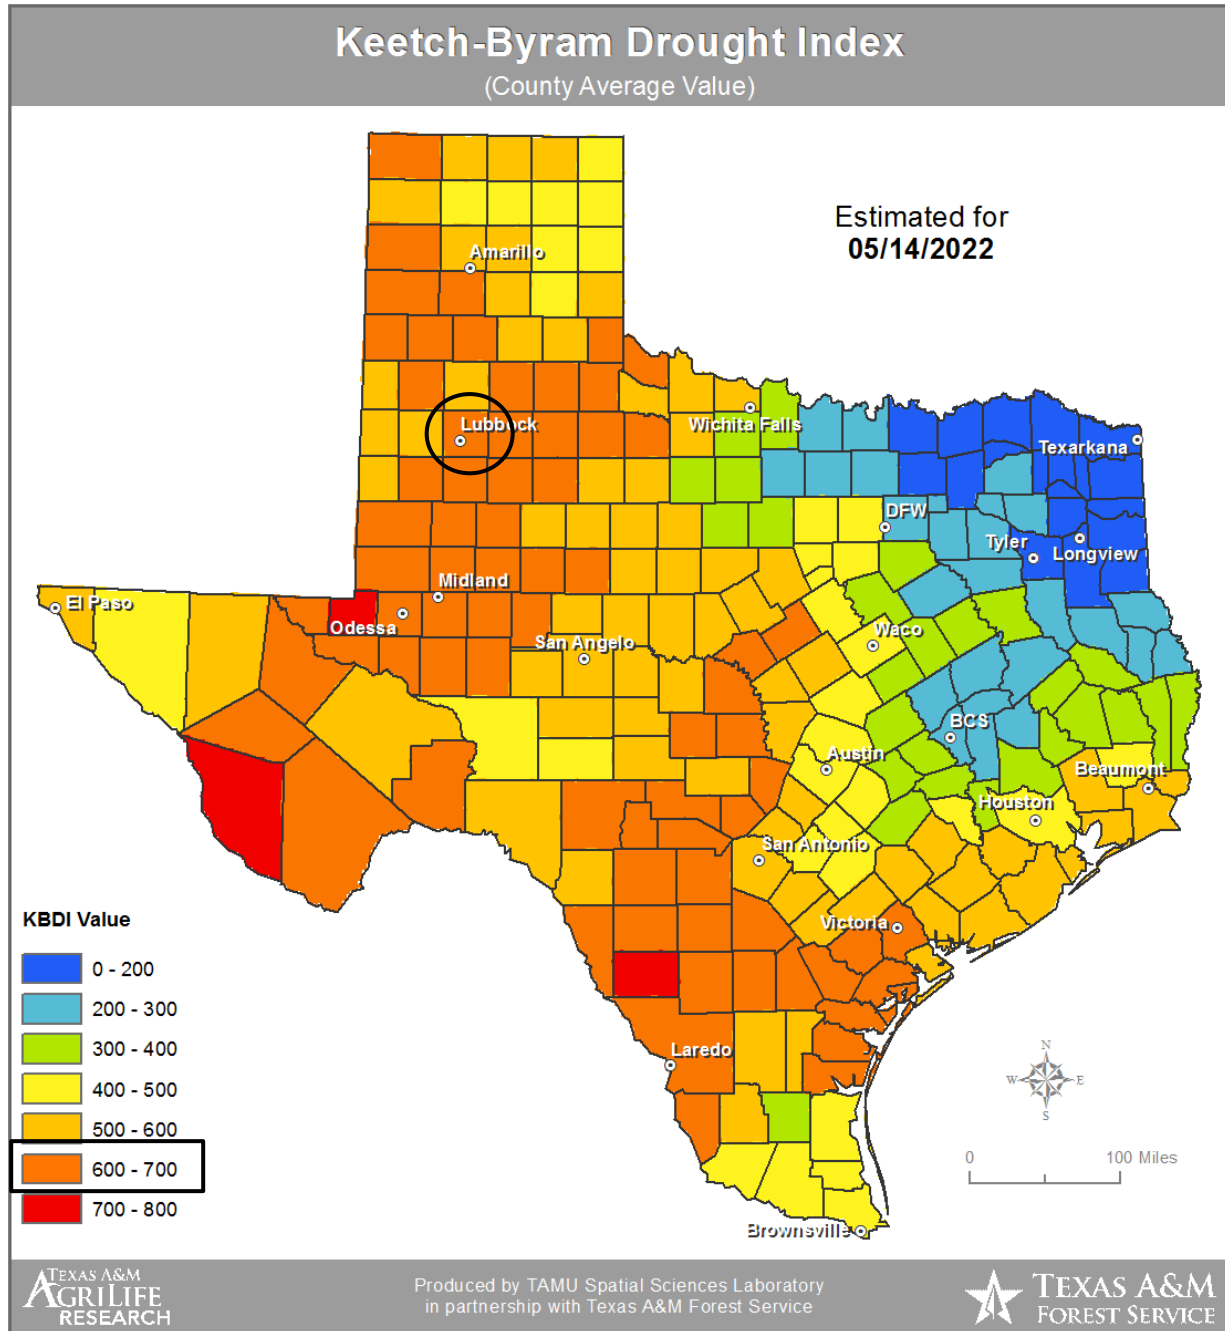 Keetch-Byram Drought Index
(County Average Value)
Estimated for
05/14/2022
Amarillo
Lubbock
Wichita Falls
Texarkana
DFW
Tyler
Longview
Midland
El Paso
Odessa
San Angelo
Waco
BCS
Austin
Beaumont
Houston
San Antonio
Victoria
Laredo
Brownsville
KBDI Value
0 - 200
200 - 300
300 - 400
400 - 500
500 - 600
600 - 700
700 - 800
N
W E
S
0 100 Miles
TEXAS A&M
AGRILIFE
RESEARCH
Produced by TAMU Spatial Sciences Laboratory
in partnership with Texas A&M Forest Service
TEXAS A&M
FOREST SERVICE